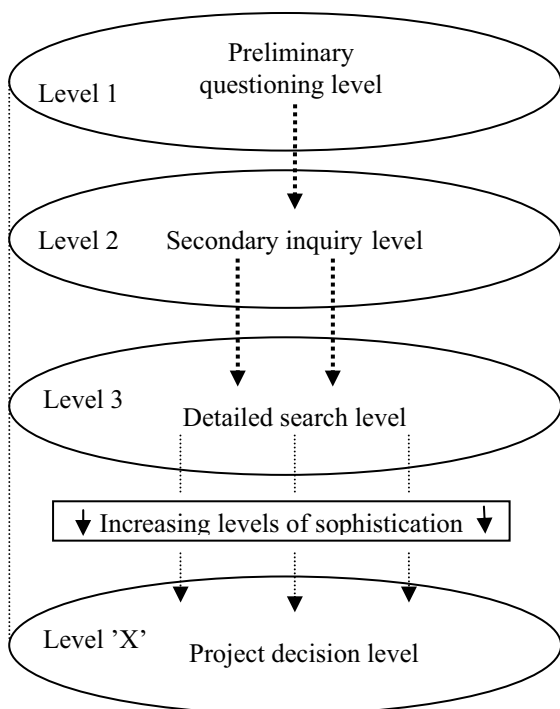 Preliminary
questioning level
Level 1
Level 2
Secondary inquiry level
Level 3
Detailed search level
Increasing levels of sophistication
Level ’X’
Project decision level